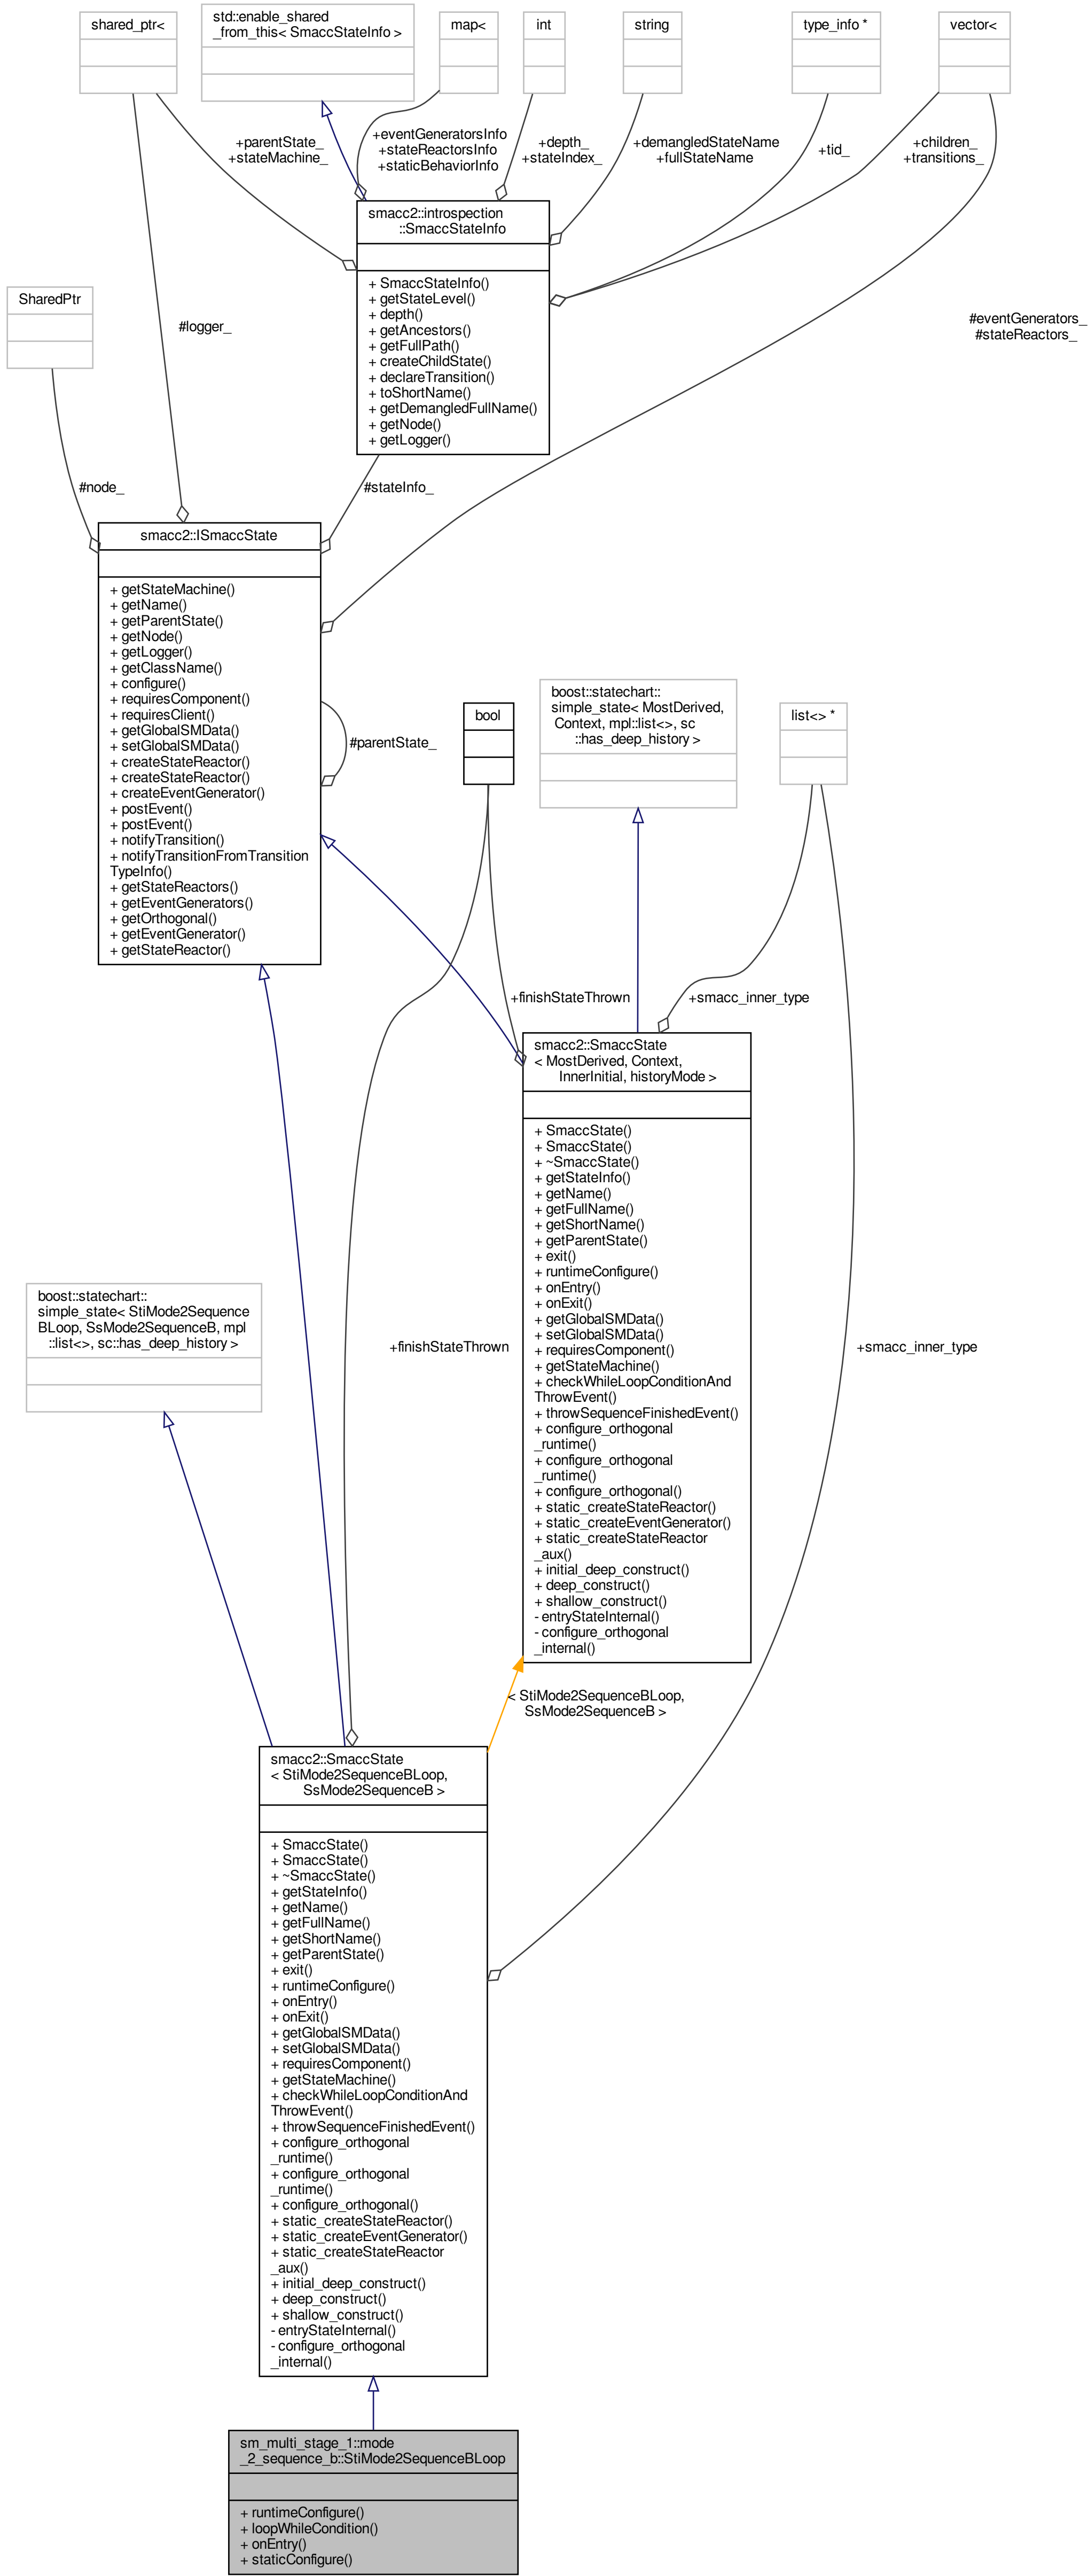 shared_ptr<
std::enable_shared
_from_this< SmaccStateInfo >
map<
int
string
type_info *
vector<
+parentState_
+stateMachine_
+eventGeneratorsInfo
+stateReactorsInfo
+staticBehaviorInfo
+depth_
+stateIndex_
+demangledStateName
+fullStateName
+tid_
+children_
+transitions_
smacc2::introspection
::SmaccStateInfo
+ SmaccStateInfo()
+ getStateLevel()
+ depth()
+ getAncestors()
+ getFullPath()
+ createChildState()
+ declareTransition()
+ toShortName()
+ getDemangledFullName()
+ getNode()
+ getLogger()
SharedPtr
#logger_
#eventGenerators_
#stateReactors_
#node_
#stateInfo_
smacc2::ISmaccState
+ getStateMachine()
+ getName()
+ getParentState()
+ getNode()
+ getLogger()
+ getClassName()
+ configure()
+ requiresComponent()
+ requiresClient()
+ getGlobalSMData()
+ setGlobalSMData()
+ createStateReactor()
+ createStateReactor()
+ createEventGenerator()
+ postEvent()
+ postEvent()
+ notifyTransition()
+ notifyTransitionFromTransition
TypeInfo()
+ getStateReactors()
+ getEventGenerators()
+ getOrthogonal()
+ getEventGenerator()
+ getStateReactor()
#parentState_
bool
boost::statechart::
simple_state< MostDerived,
Context, mpl::list<>, sc
::has_deep_history >
list<> *
+finishStateThrown
+smacc_inner_type
smacc2::SmaccState
< MostDerived, Context,
InnerInitial, historyMode >
+ SmaccState()
+ SmaccState()
+ ~SmaccState()
+ getStateInfo()
+ getName()
+ getFullName()
+ getShortName()
+ getParentState()
+ exit()
+ runtimeConfigure()
+ onEntry()
+ onExit()
+ getGlobalSMData()
+ setGlobalSMData()
+ requiresComponent()
+ getStateMachine()
+ checkWhileLoopConditionAnd
ThrowEvent()
+ throwSequenceFinishedEvent()
+ configure_orthogonal
_runtime()
+ configure_orthogonal
_runtime()
+ configure_orthogonal()
+ static_createStateReactor()
+ static_createEventGenerator()
+ static_createStateReactor
_aux()
+ initial_deep_construct()
+ deep_construct()
+ shallow_construct()
- entryStateInternal()
- configure_orthogonal
_internal()
boost::statechart::
simple_state< StiMode2Sequence
BLoop, SsMode2SequenceB, mpl
::list<>, sc::has_deep_history >
+finishStateThrown
+smacc_inner_type
< StiMode2SequenceBLoop,
SsMode2SequenceB >
smacc2::SmaccState
< StiMode2SequenceBLoop,
SsMode2SequenceB >
+ SmaccState()
+ SmaccState()
+ ~SmaccState()
+ getStateInfo()
+ getName()
+ getFullName()
+ getShortName()
+ getParentState()
+ exit()
+ runtimeConfigure()
+ onEntry()
+ onExit()
+ getGlobalSMData()
+ setGlobalSMData()
+ requiresComponent()
+ getStateMachine()
+ checkWhileLoopConditionAnd
ThrowEvent()
+ throwSequenceFinishedEvent()
+ configure_orthogonal
_runtime()
+ configure_orthogonal
_runtime()
+ configure_orthogonal()
+ static_createStateReactor()
+ static_createEventGenerator()
+ static_createStateReactor
_aux()
+ initial_deep_construct()
+ deep_construct()
+ shallow_construct()
- entryStateInternal()
- configure_orthogonal
_internal()
sm_multi_stage_1::mode
_2_sequence_b::StiMode2SequenceBLoop
+ runtimeConfigure()
+ loopWhileCondition()
+ onEntry()
+ staticConfigure()